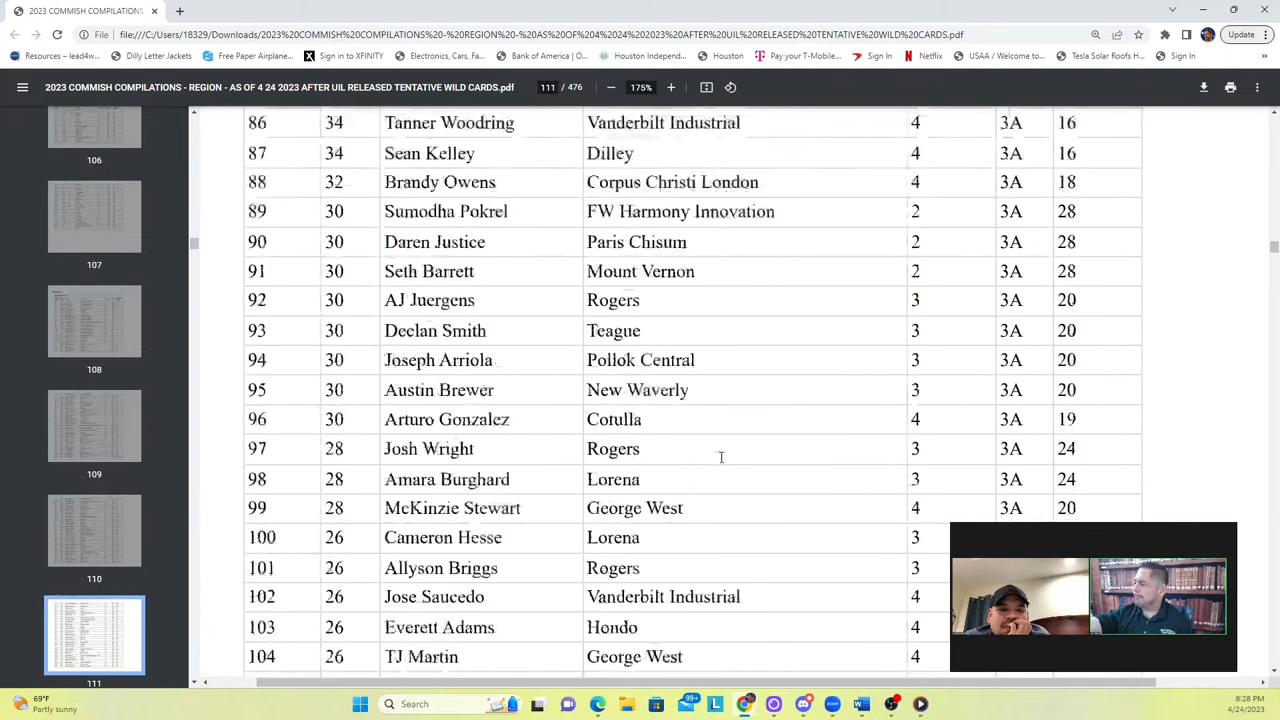 2023 COMMISH COMPILATIONS
File file:///C:/Users/18329/Downloads/2023%20COMMISH%20COMPILATIONS%20-%20REGION%20-%20AS%20OF%204%2024%202023%20AFTER%20UIL%20RELEASED%20TENTATIVE%20WILD%20CARDS.pdf Update
Resources – lead4w... Dilly Letter Jackets Free Paper Airplane... Sign in to XFINITY Electronics, Cars, Fa... Bank of America | O... Houston Independ... Houston Pay your T-Mobile... Sign In Netflix USAA / Welcome to... Tesla Solar Roofs H... Sign In »
2023 COMMISH COMPILATIONS - REGION - AS OF 4 24 2023 AFTER UIL RELEASED TENTATIVE WILD CARDS.pdf 111 / 476 175%
106
107
108
109
110
111
86 34 Tanner Woodring Vanderbilt Industrial 4 3A 16
87 34 Sean Kelley Dilley 4 3A 16
88 32 Brandy Owens Corpus Christi London 4 3A 18
89 30 Sumodha Pokrel FW Harmony Innovation 2 3A 28
90 30 Daren Justice Paris Chisum 2 3A 28
91 30 Seth Barrett Mount Vernon 2 3A 28
92 30 AJ Juergens Rogers 3 3A 20
93 30 Deelan Smith Teague 3 3A 20
94 30 Joseph Arriola Pollok Central 3 3A 20
95 30 Austin Brewer New Waverly 3 3A 20
96 30 Arturo Gonzalez Cotulla 4 3A 19
97 28 Josh Wright Rogers 3 3A 24
98 28 Amara Burghard Lorena 3 3A 24
99 28 McKinzie Stewart George West 4 3A 20
100 26 Cameron Hesse Lorena 3
101 26 Allyson Briggs Rogers 3
102 26 Jose Saucedo Vanderbilt Industrial 4
103 26 Everett Adams Hondo 4
104 26 TJ Martin George West 4
69°F
Partly sunny
Search
99+
8:28 PM
4/24/2023